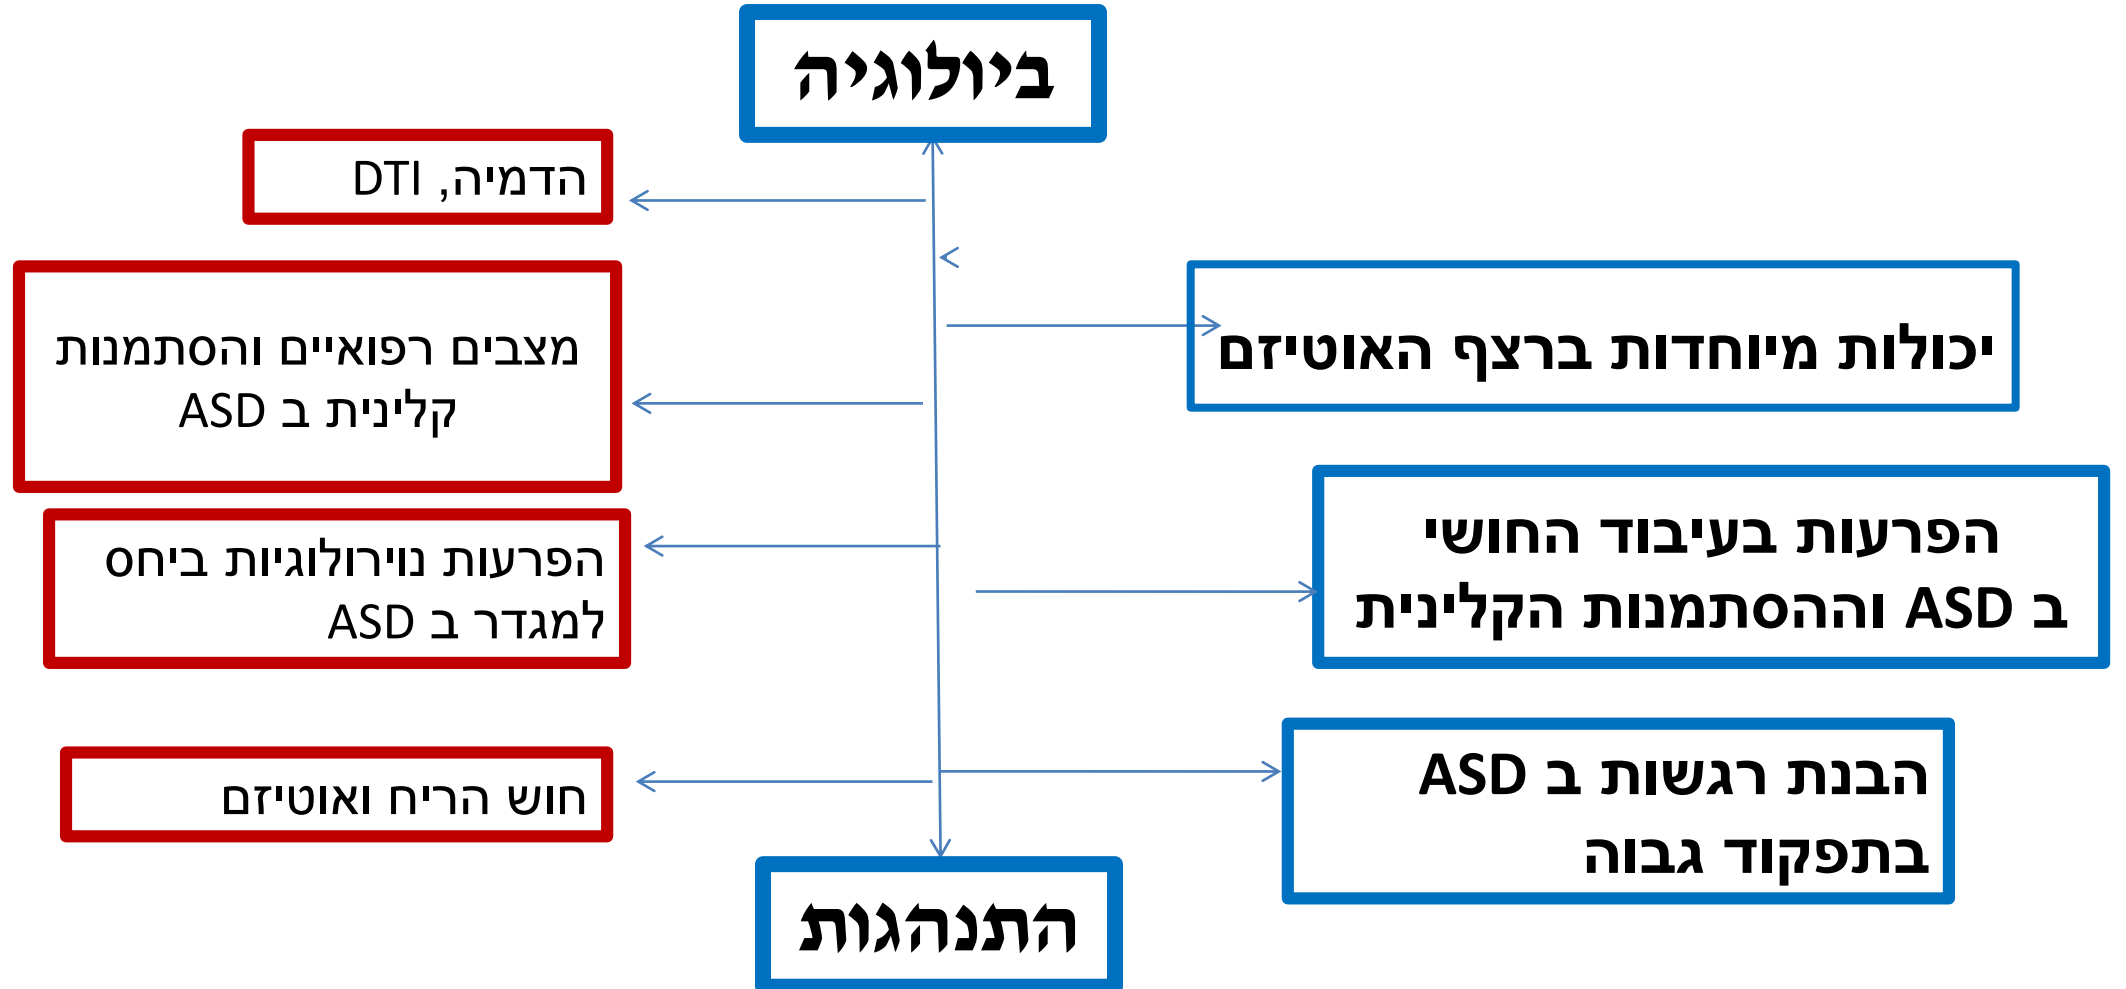 ביולוגיה
הדמיה, DTI
יכולות מיוחדות ברצף האוטיזם
מצבים רפואיים והסתמנות
קלינית ב ASD
הפרעות בעיבוד החושי
ב ASD וההסתמנות הקלינית
הפרעות נוירולוגיות ביחס
למגדר ב ASD
הבנת רגשות ב ASD
בתפקוד גבוה
חוש הריח ואוטיזם
התנהגות